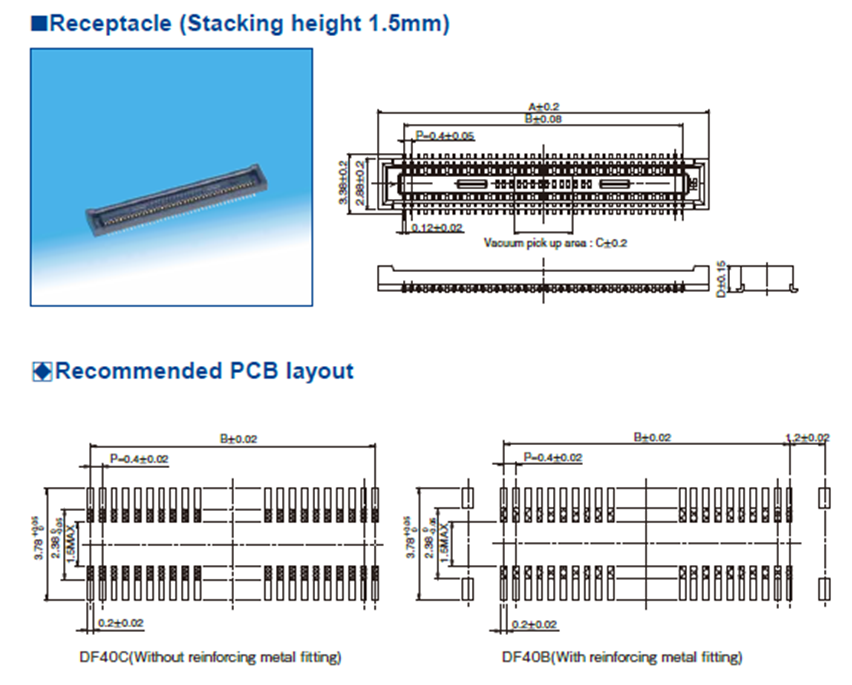 ■Receptacle (Stacking height 1.5mm)
A±0.2
B±0.08
P=0.4±0.05
3.38±0.2
2.88±0.2
0.12±0.02
Vacuum pick up area : C±0.2
D±0.15
Recommended PCB layout
B±0.02
P=0.4±0.02
3.78 +0.05 0
2.38 0 -0.05
1.5MAX
0.2±0.02
DF40C(Without reinforcing metal fitting)
B±0.02
1.2±0.02
P=0.4±0.02
3.78 +0.05 0
2.38 0 -0.05
1.5MAX
0.2±0.02
DF40B(With reinforcing metal fitting)